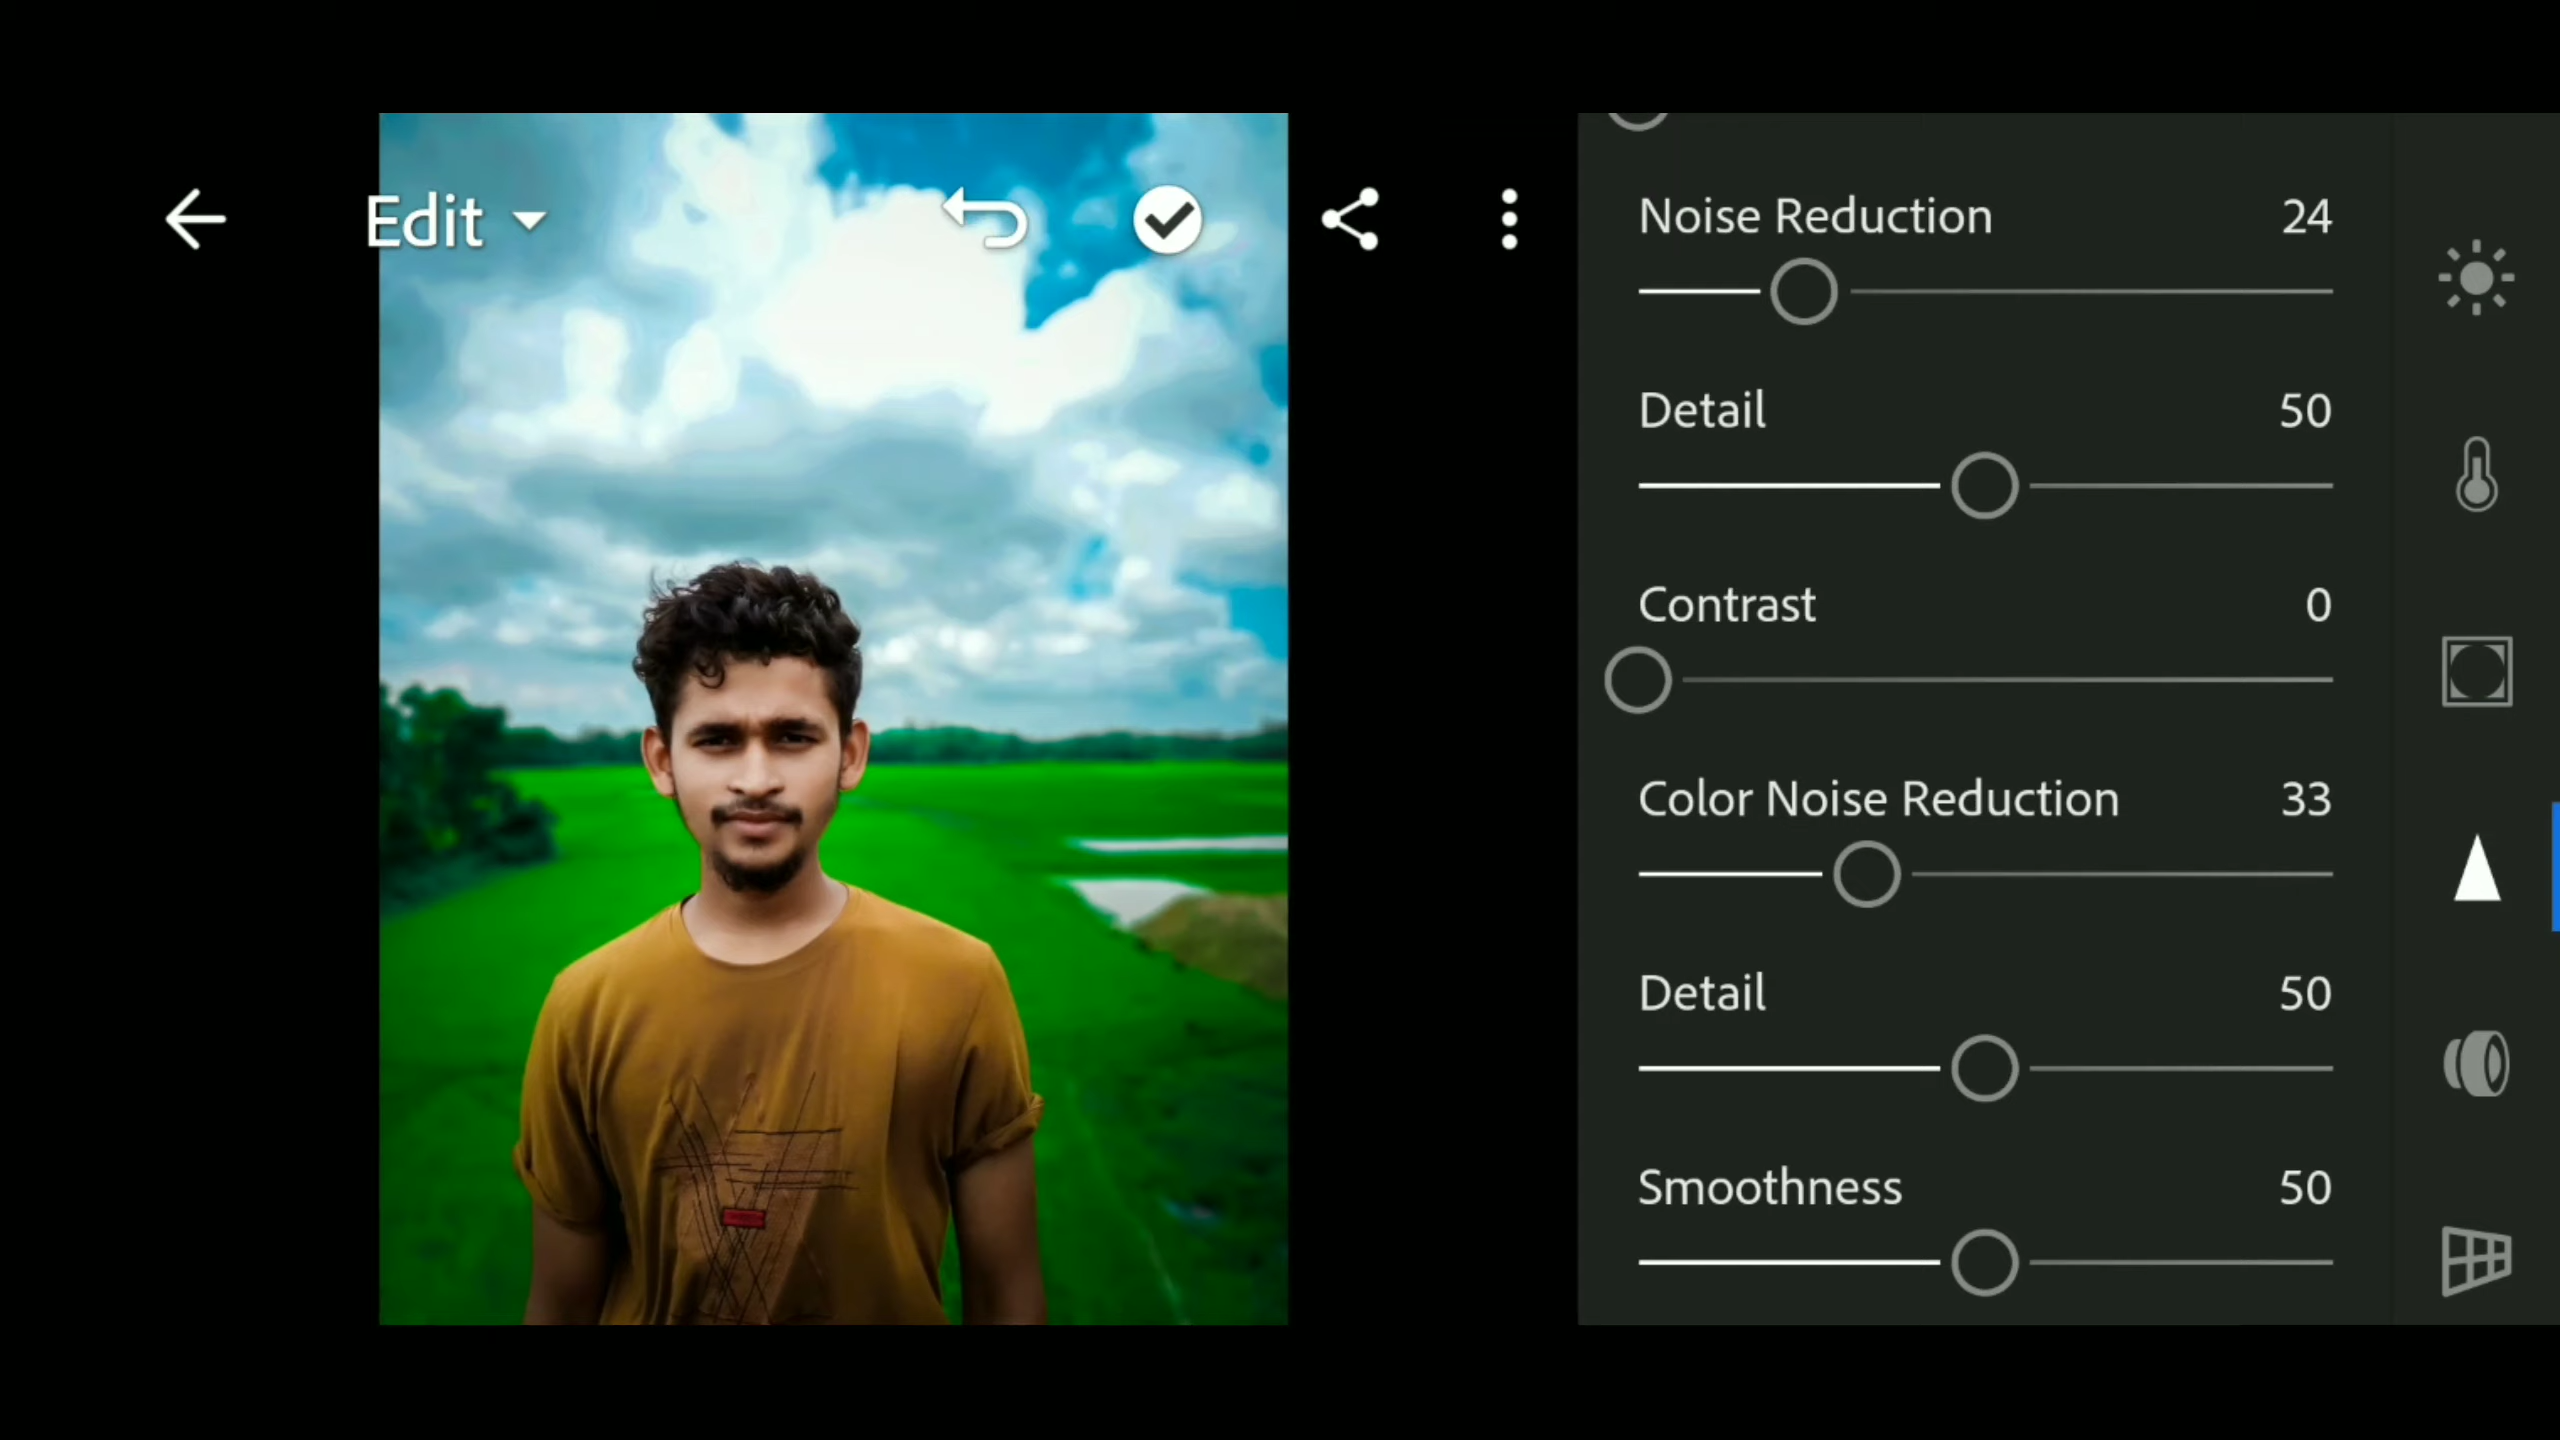 Edit
Noise Reduction 24
Detail 50
Contrast 0
Color Noise Reduction 33
Detail 50
Smoothness 50